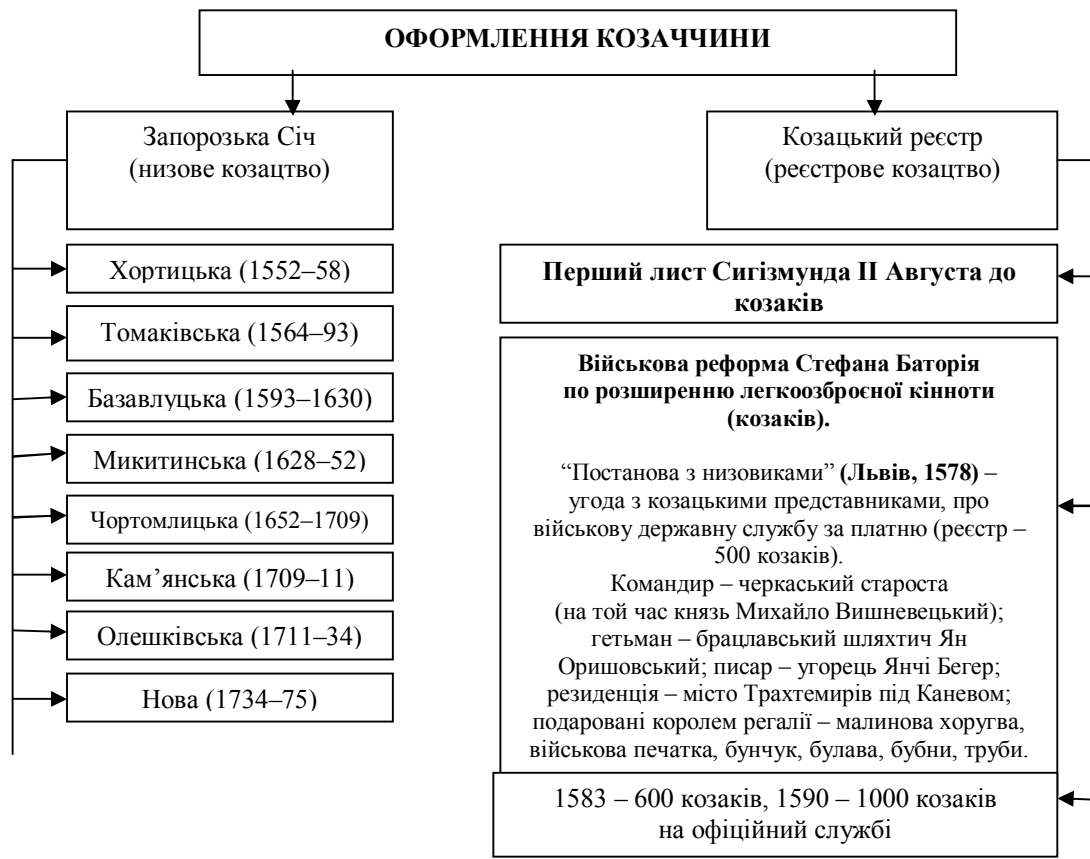 ОФОРМЛЕННЯ КОЗАЧЧИНИ
Запорозька Січ
(низове козацтво)
Хортицька (1552–58)
Томаківська (1564–93)
Базавлуцька (1593–1630)
Микитинська (1628–52)
Чортомлицька (1652–1709)
Кам’янська (1709–11)
Олешківська (1711–34)
Нова (1734–75)
Козацький реєстр
(реєстрове козацтво)
Перший лист Сигізмунда ІІ Августа до
козаків
Військова реформа Стефана Баторія
по розширенню легкоозброєної кінноти
(козаків).
“Постанова з низовиками” (Львів, 1578) –
угода з козацькими представниками, про
військову державну службу за платню (реєстр –
500 козаків).
Командир – черкаський староста
(на той час князь Михайло Вишневецький);
гетьман – брацлавський шляхтич Ян
Оришовський; писар – угорець Янчі Бегер;
резиденція – місто Трахтемирів під Каневом;
подаровані королем регалії – малинова хоругва,
військова печатка, бунчук, булава, бубни, труби.
1583 – 600 козаків, 1590 – 1000 козаків
на офіційний службі